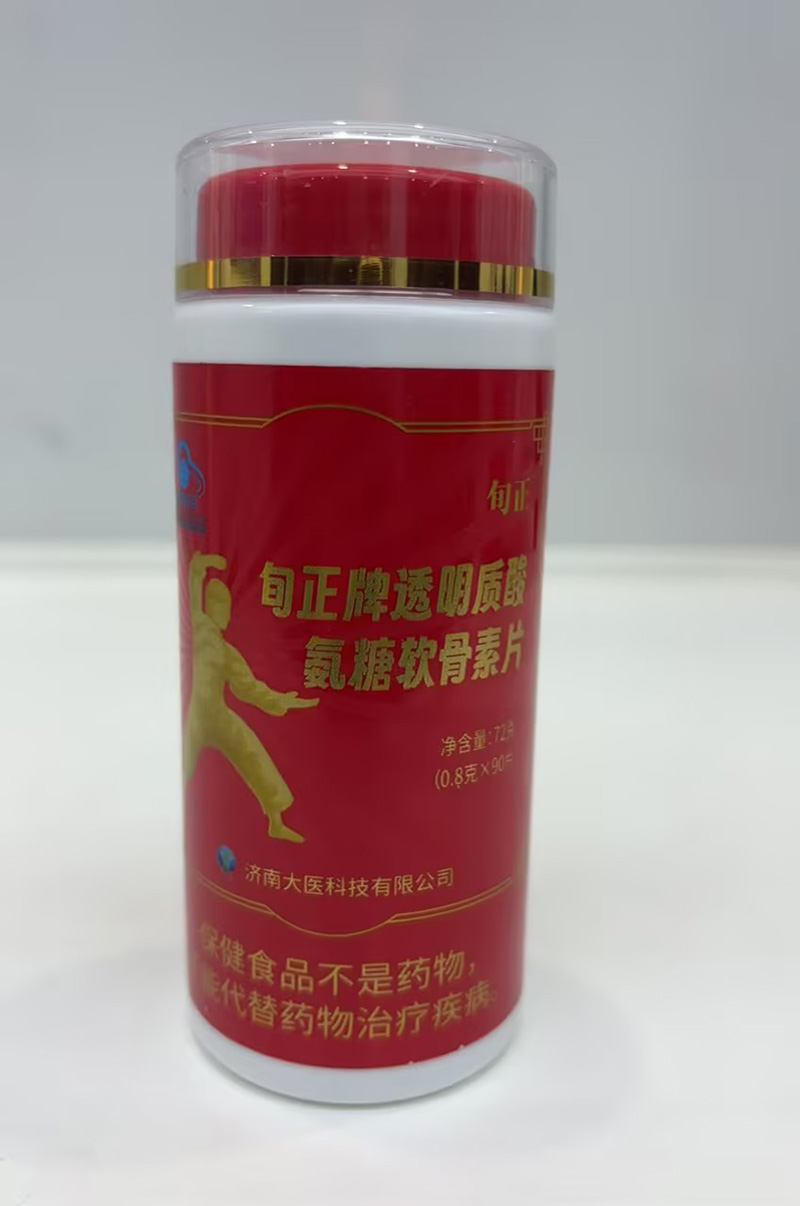 旬正
旬正牌透明质酸
氨糖软骨素片
净含量:72克
(0.8克×90片
济南大医科技有限公司
保健食品不是药物，
能代替药物治疗疾病。